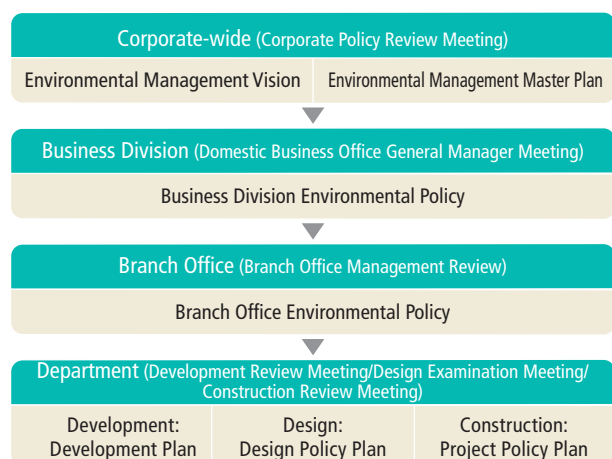 Corporate-wide (Corporate Policy Review Meeting)
Environmental Management Vision
Environmental Management Master Plan
Business Division (Domestic Business Office General Manager Meeting)
Business Division Environmental Policy
Branch Office (Branch Office Management Review)
Branch Office Environmental Policy
Department (Development Review Meeting/Design Examination Meeting/
Construction Review Meeting)
Development:
Development Plan
Design:
Design Policy Plan
Construction:
Project Policy Plan